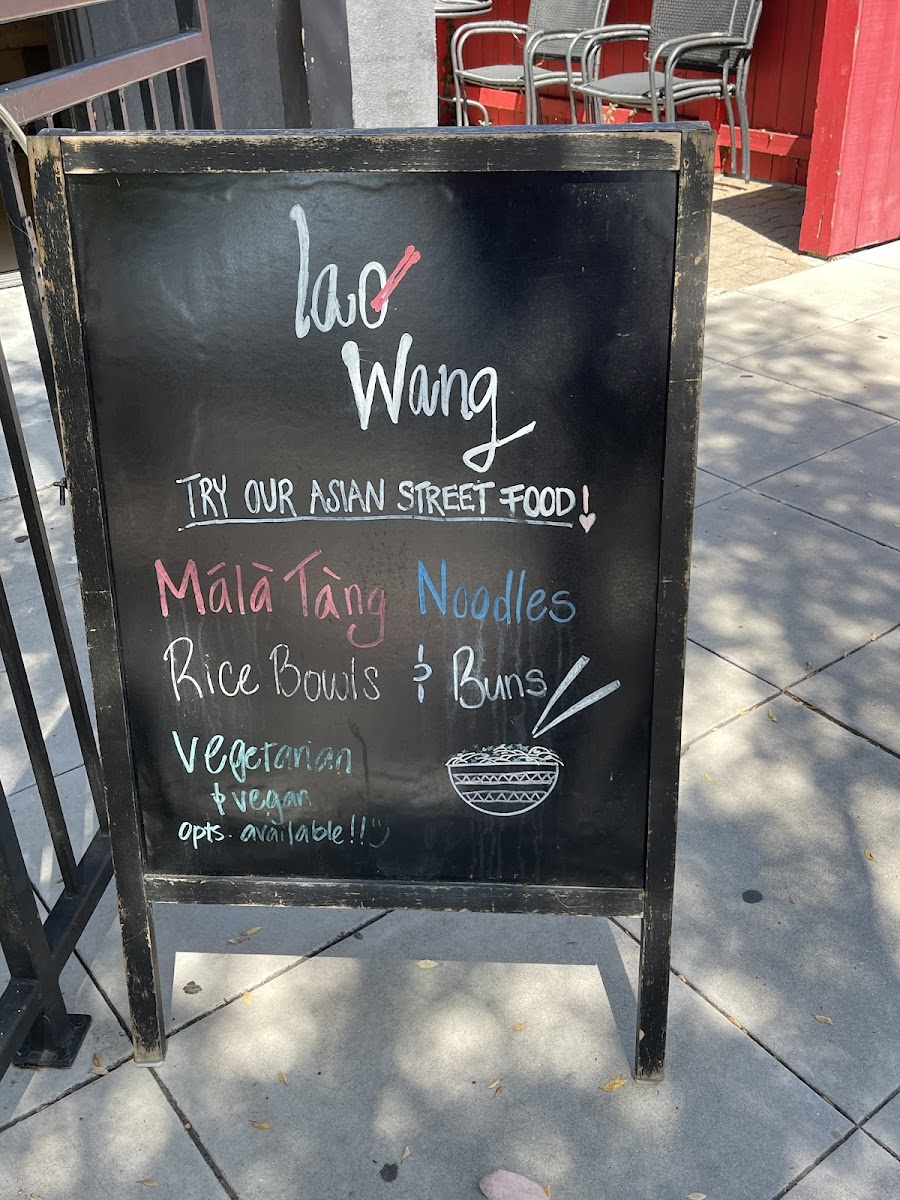 lao
Wang
TRY OUR ASIAN STREET FOOD!
Málà Tàng Noodles
Rice Bowls & Buns
Vegetarian
& vegan
opts. available!!